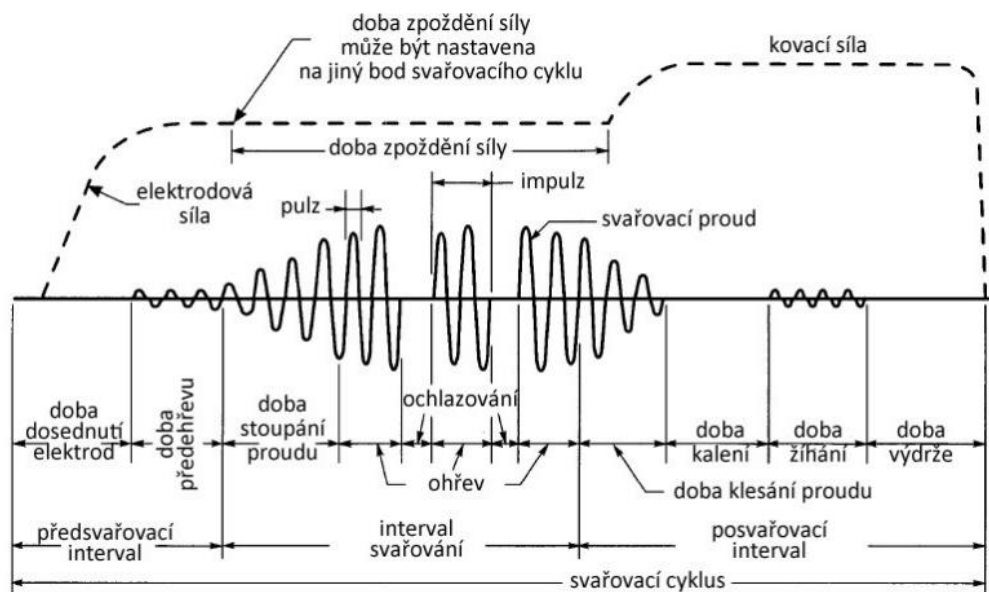 doba zpoždění síly
může být nastavena
na jiný bod svařovacího cyklu
kovací síla
doba zpoždění síly
elektrodová
síla
pulz
impulz
svařovací proud
doba
dosednutí
elektrod
doba
předehřevu
doba
stoupání
proudu
ochlazování
ohřev
doba
kalení
doba
žíhání
doba
výdrže
doba klesání proudu
předsvařovací
interval
interval
svařování
posvařovací
interval
svařovací cyklus